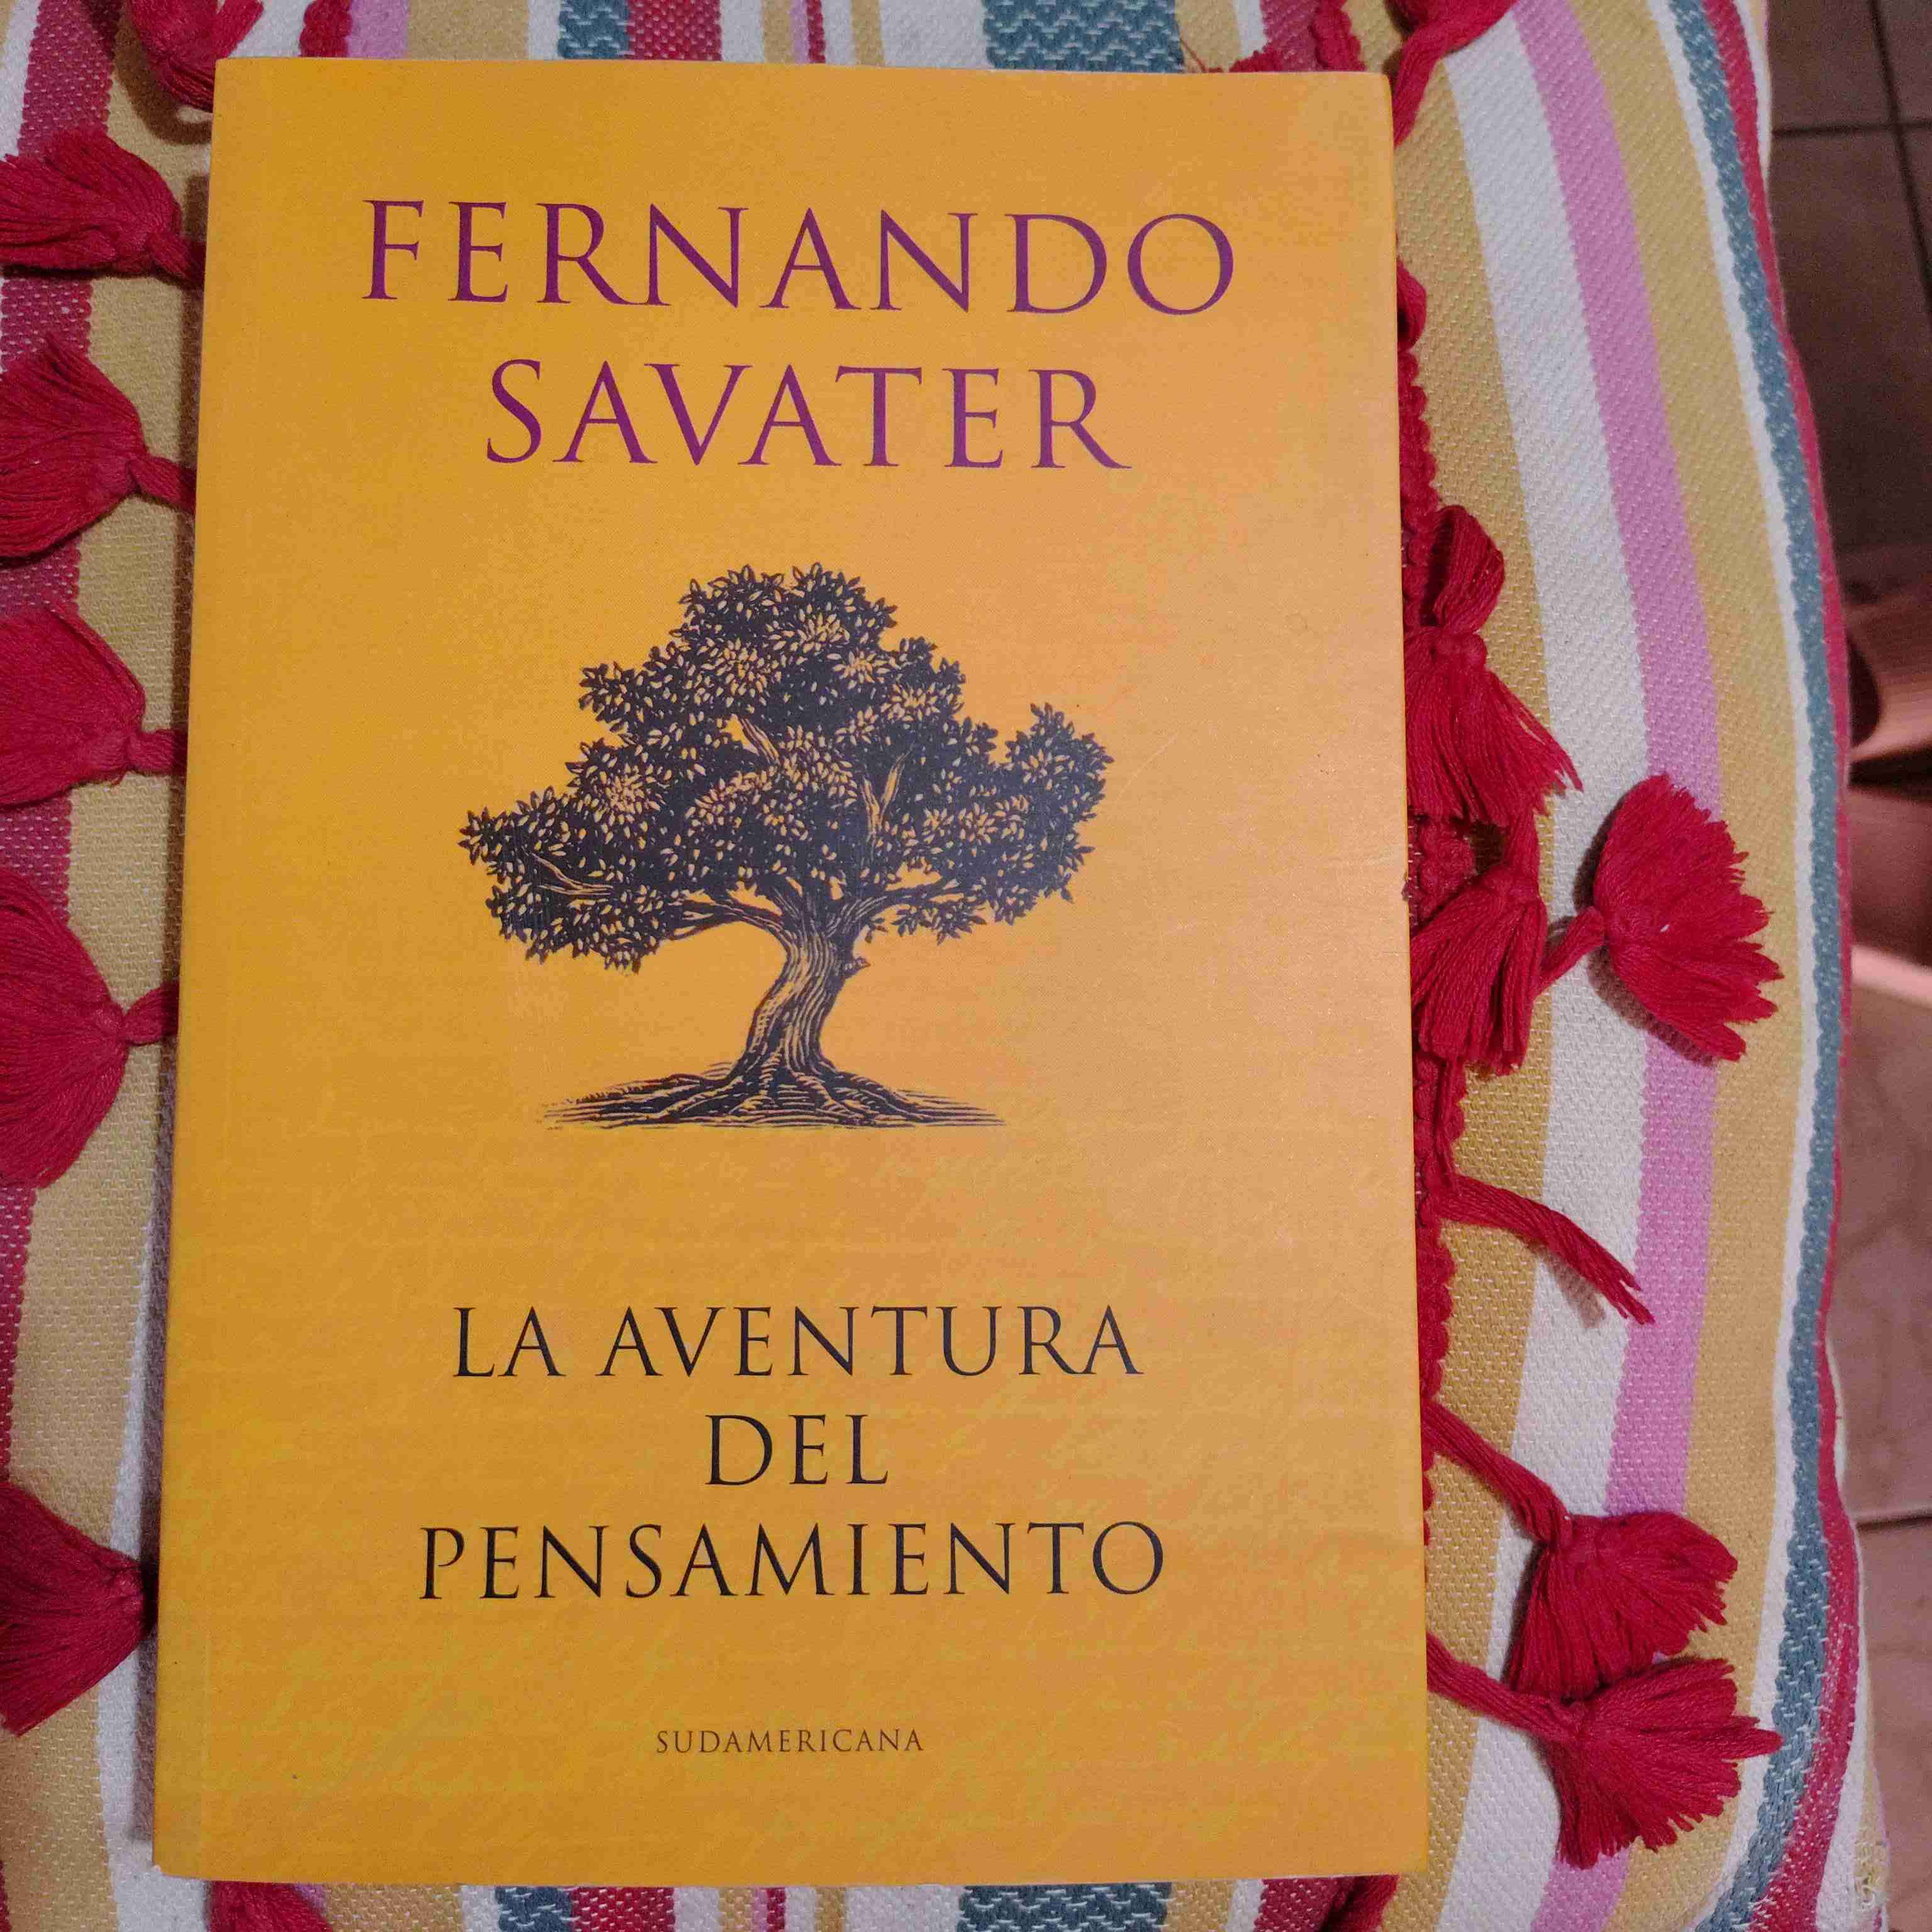 FERNANDO
SAVATER
LA AVENTURA
DEL
PENSAMIENTO
SUDAMERICANA